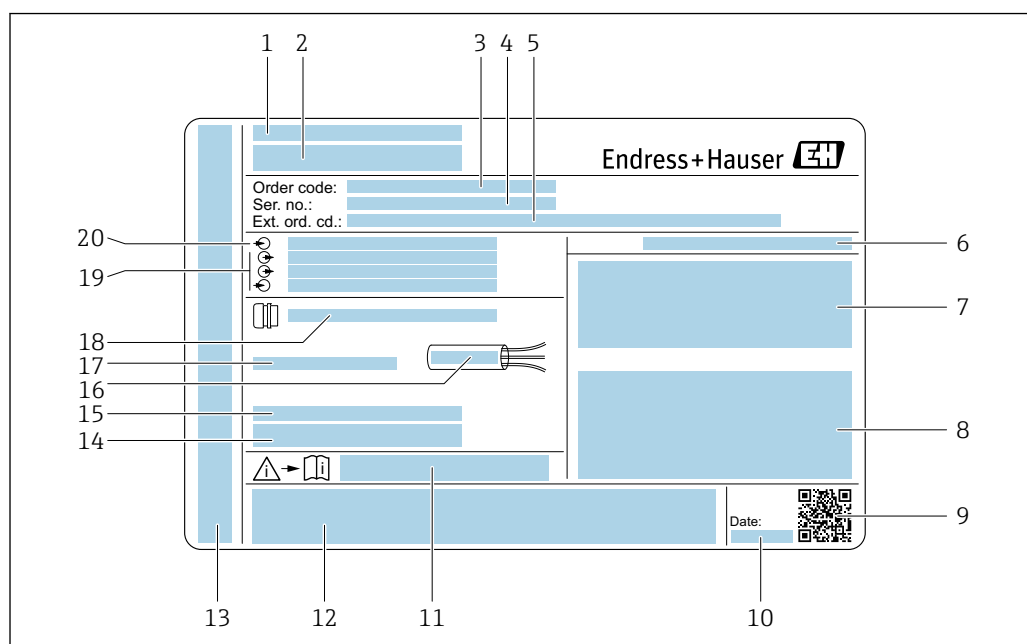 1 2 3 4 5
Endress+Hauser EH
Order code:
Ser. no.:
Ext. ord. cd.:
20
6
19
7
18
17
16
15
14
8
i i
Date:
9
13 12 11 10